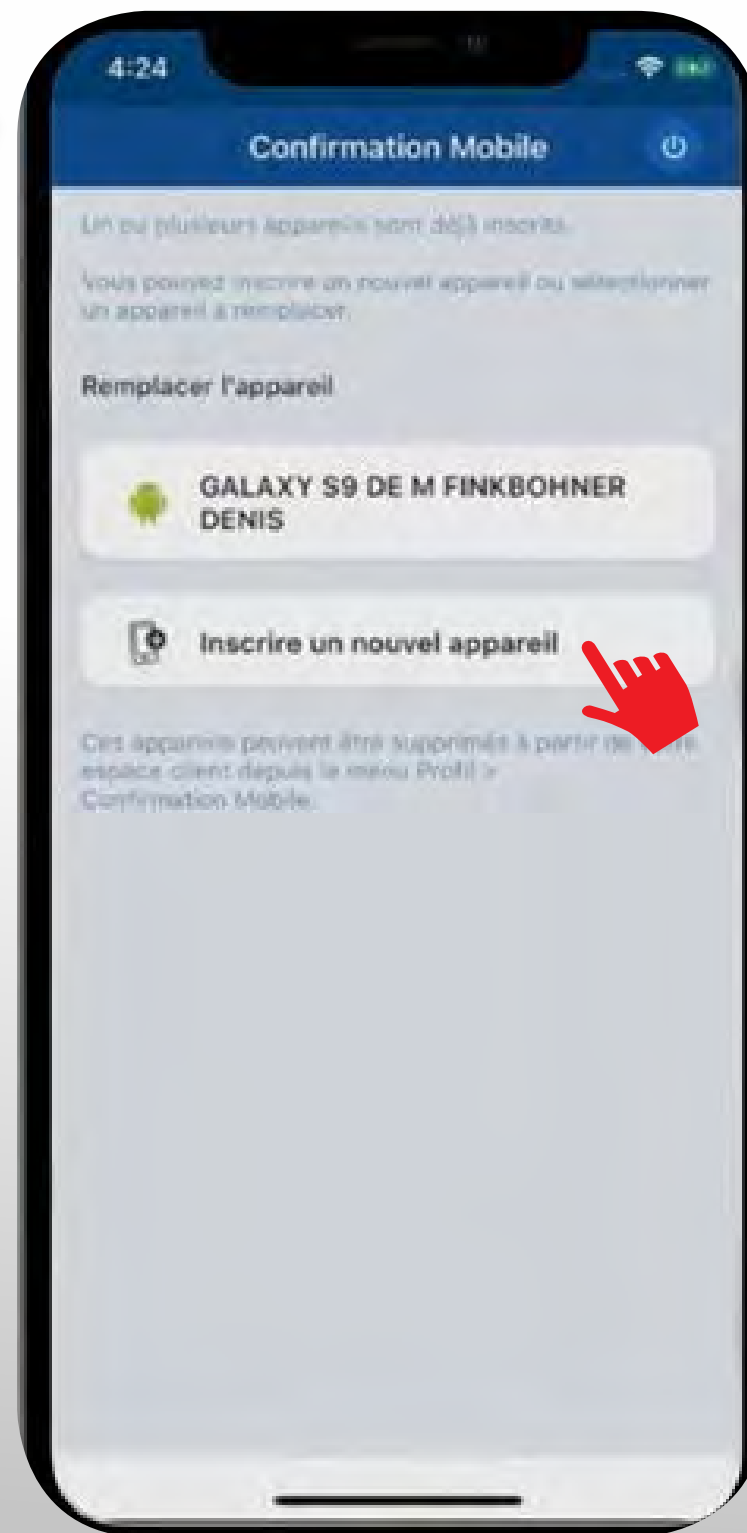 4:24
Confirmation Mobile
Un ou plusieurs appareils sont déjà inscrits.
Vous pouvez inscrire un nouvel appareil ou sélectionner
un appareil à remplacer.
Remplacer l'appareil
GALAXY S9 DE M FINKBOHNER
DENIS
Inscrire un nouvel appareil
Ces appareils peuvent être supprimés à partir de
espace client depuis le menu Profil >
Confirmation Mobile.